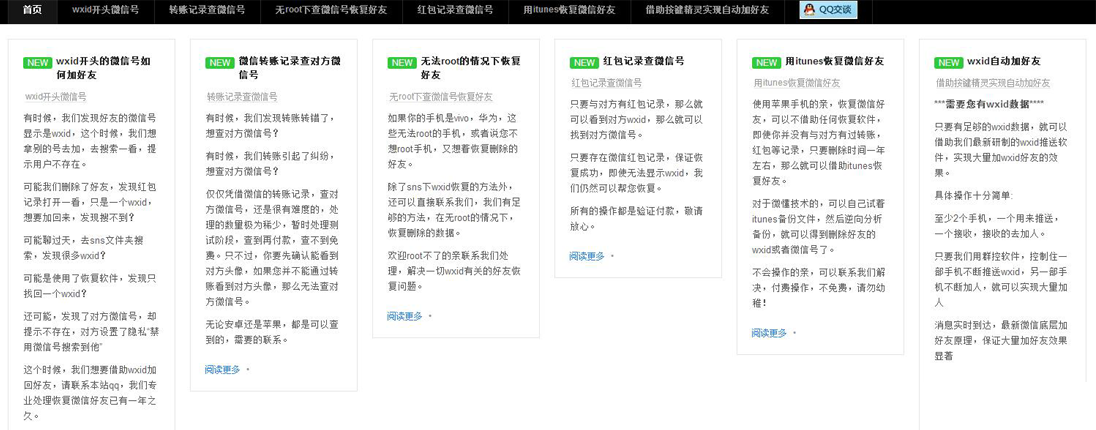 首页
wxid开头微信号
转账记录查微信号
无root下查微信号恢复好友
红包记录查微信号
用itunes恢复微信好友
借助按键精灵实现自动加好友
QQ交谈
NEW wxid开头的微信号如
何加好友
wxid开头微信号
有时候，我们发现好友的微信号
显示是wxid，这个时候，我们想
拿别的号去加，去搜索一看，提
示用户不存在。
可能我们删除了好友，发现红包
记录打开一看，只是一个wxid，
想要加回来，发现搜不到？
可能聊过天，去sns文件夹搜
索，发现很多wxid？
可能是使用了恢复软件，发现只
找回一个wxid？
还可能，发现了对方微信号，却
提示不存在，对方设置了隐私“禁
用微信号搜索到他”
这个时候，我们想要借助wxid加
回好友，请联系本站qq，我们专
业处理恢复微信好友已有一年之
久。
NEW 微信转账记录查对方微
信号
转账记录查微信号
有时候，我们发现转账转错了，
想查对方微信号？
有时候，我们转账引起了纠纷，
想查对方微信号？
仅仅凭借微信的转账记录，查对
方微信号，还是很有难度的，处
理的数量极为稀少，暂时处理测
试阶段，查到再付款，查不到免
费。只不过，你要先确认能看到
对方头像，如果您并不能通过转
账看到对方头像，那么无法查对
方微信号。
无论安卓还是苹果，都是可以查
到的，需要的联系。
阅读更多
NEW 无法root的情况下恢复
好友
无root下查微信号恢复好友
如果你的手机是vivo，华为，这
些无法root的手机，或者说您不
想root手机，又想着恢复删除的
好友。
除了sns下wxid恢复的方法外，
还可以直接联系我们，我们有足
够的方法，在无root的情况下，
恢复删除的数据。
欢迎root不了的亲联系我们处
理，解决一切wxid有关的好友恢
复问题。
阅读更多
NEW 红包记录查微信号
红包记录查微信号
只要与对方有红包记录，那么就
可以看到对方wxid，那么就可以
找到对方微信号。
只要存在微信红包记录，保证恢
复成功，即使无法显示wxid，我
们仍然可以帮您恢复。
所有的操作都是验证付款，敬请
放心。
阅读更多
NEW 用itunes恢复微信好友
用itunes恢复微信好友
使用苹果手机的亲，恢复微信好
友，可以不借助任何恢复软件，
即使你并没有与对方有过转账，
红包等记录，只要删除时间一年
左右，那么就可以借助itunes恢
复好友。
对于微懂技术的，可以自己试看
itunes备份文件，然后逆向分析
备份，就可以得到删除好友的
wxid或者微信号了。
不会操作的亲，可以联系我们解
决，付费操作，不免费，请勿幼
稚！
阅读更多
NEW wxid自动加好友
借助按键精灵实现自动加好友
***需要您有wxid数据****
只要有足够的wxid数据，就可以
借助我们最新研制的wxid推送软
件，实现大量加wxid好友的效
果。
具体操作十分简单:
至少2个手机，一个用来推送，
一个接收，接收的去加人。
只要我们用群控软件，控制住一
部手机不断推送wxid，另一部手
机不断加人，就可以实现大量加
人
消息实时到达，最新微信底层加
好友原理，保证大量加好友效果
显著